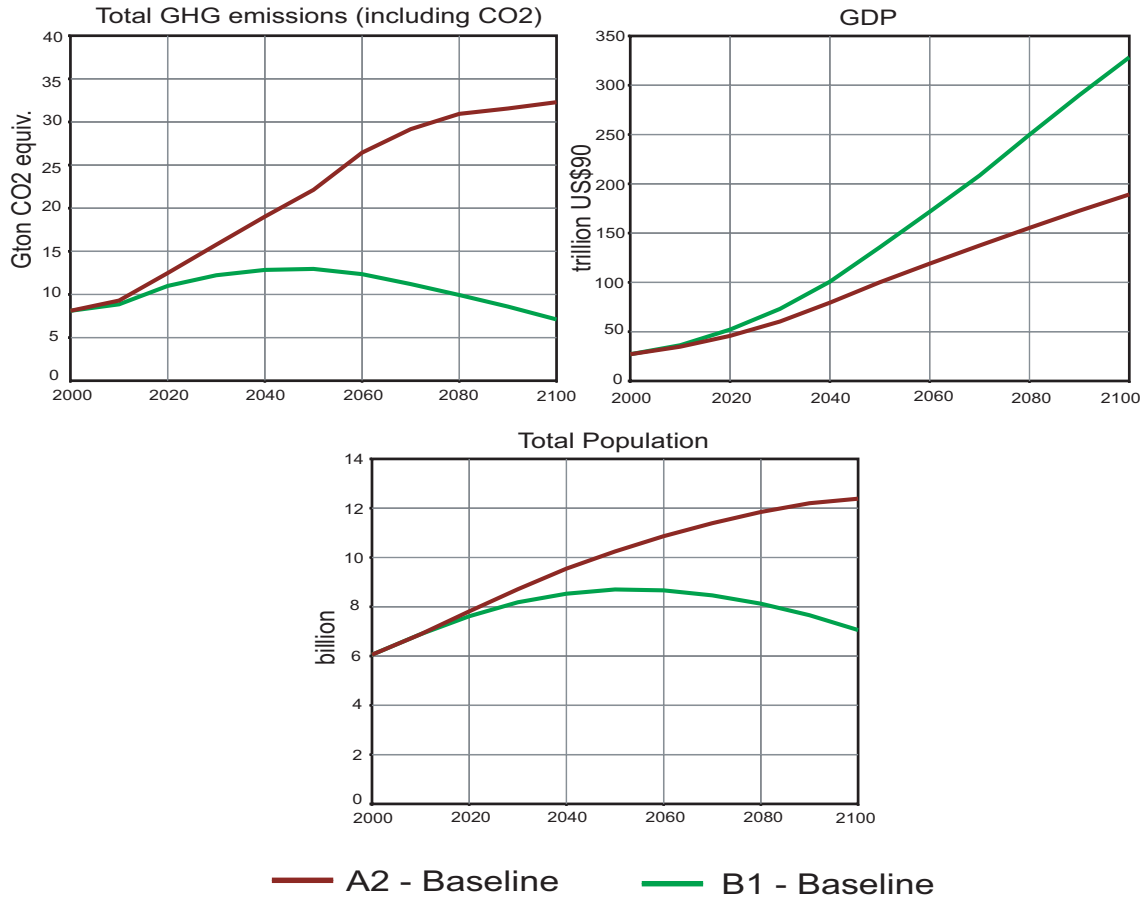 Total GHG emissions (including CO2)
Gton CO2 equiv.
40
35
30
25
20
15
10
5
0
2000 2020 2040 2060 2080 2100
GDP
trillion US$90
350
300
250
200
150
100
50
0
2000 2020 2040 2060 2080 2100
Total Population
billion
14
12
10
8
6
4
2
0
2000 2020 2040 2060 2080 2100
A2 - Baseline B1 - Baseline